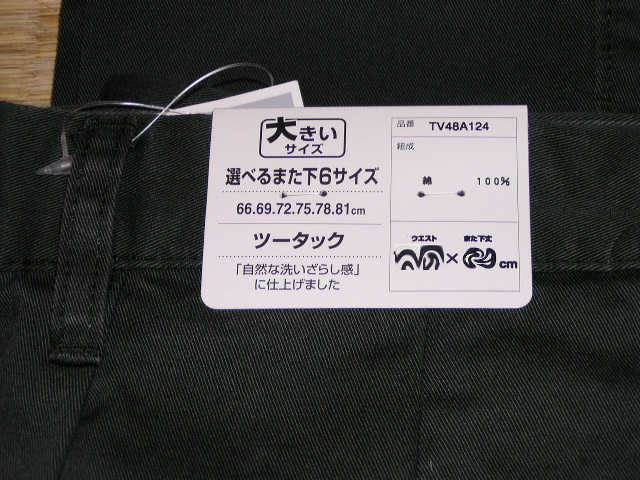 大きい
サイズ
選べるまた下6サイズ
66.69.72.75.78.81cm
ツータック
「自然な洗いざらし感」
に仕上げました
品番 TV48A124
組成
綿 100%
ウエスト また下丈
× cm